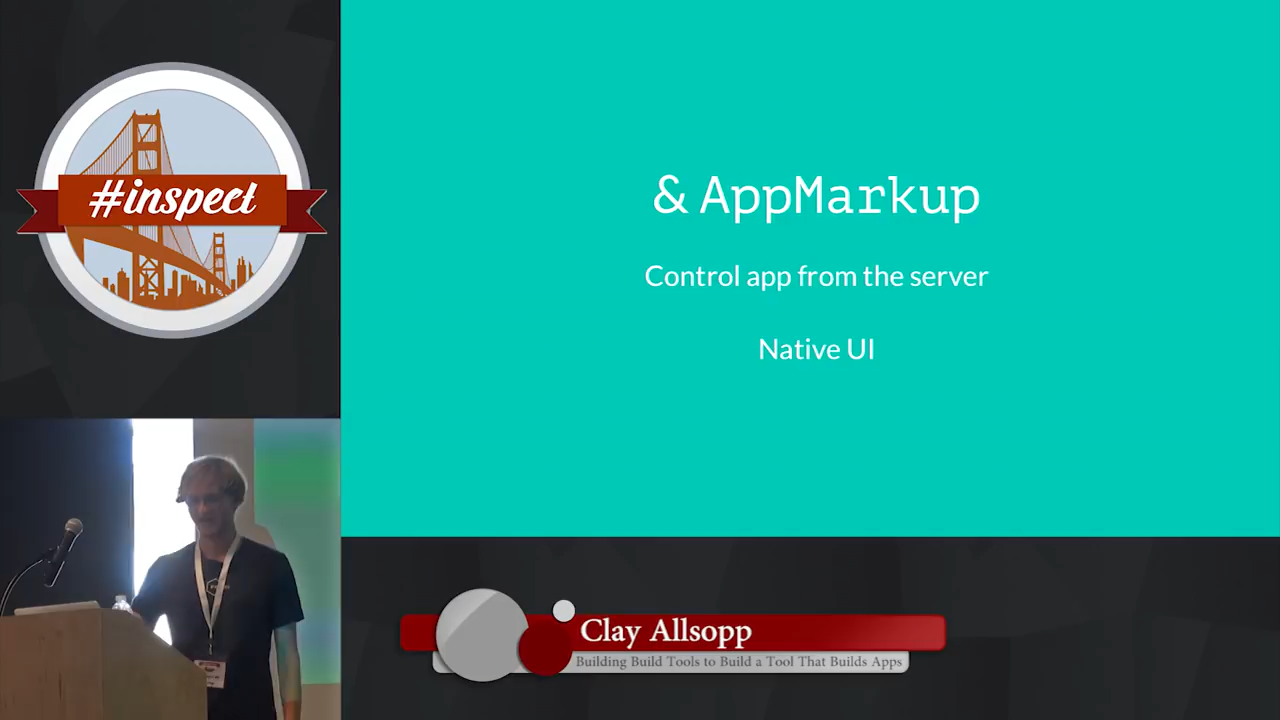 #inspect
& AppMarkup
Control app from the server
Native UI
Clay Allsopp
Building Build Tools to Build a Tool That Builds Apps